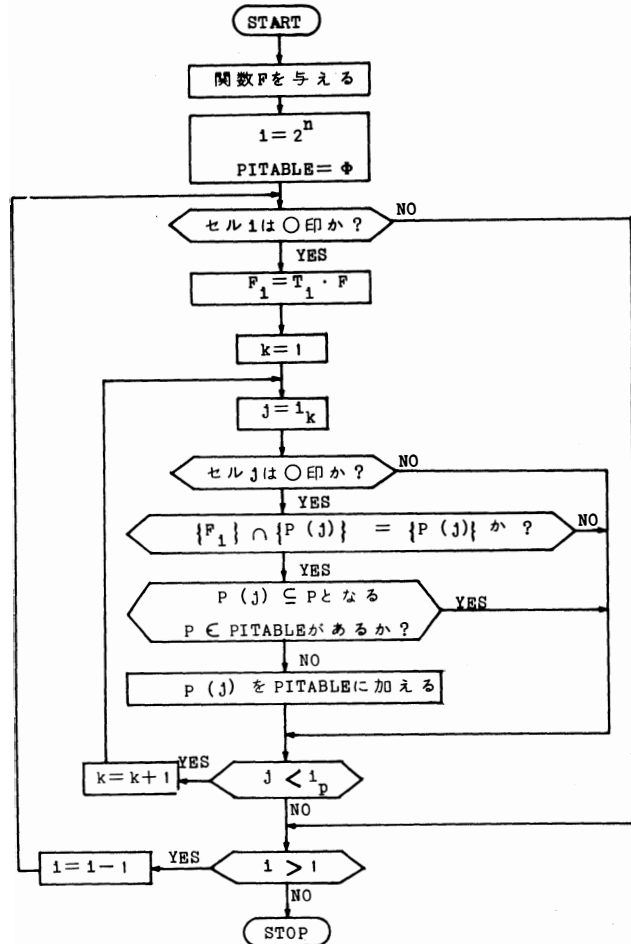 START
関数Fを与える
i=2^n
PITABLE=Φ
セルiは○印か?
NO
YES
F_i=T_i・F
k=1
j=i_k
セルjは○印か?
NO
YES
{F_i}∩{P(j)} = {P(j)}か?
NO
YES
P(j)⊆Pとなる
P∈PITABLEがあるか?
YES
NO
P(j)をPITABLEに加える
k=k+1
YES
j<i_p
NO
i=i-1
YES
i>1
NO
STOP